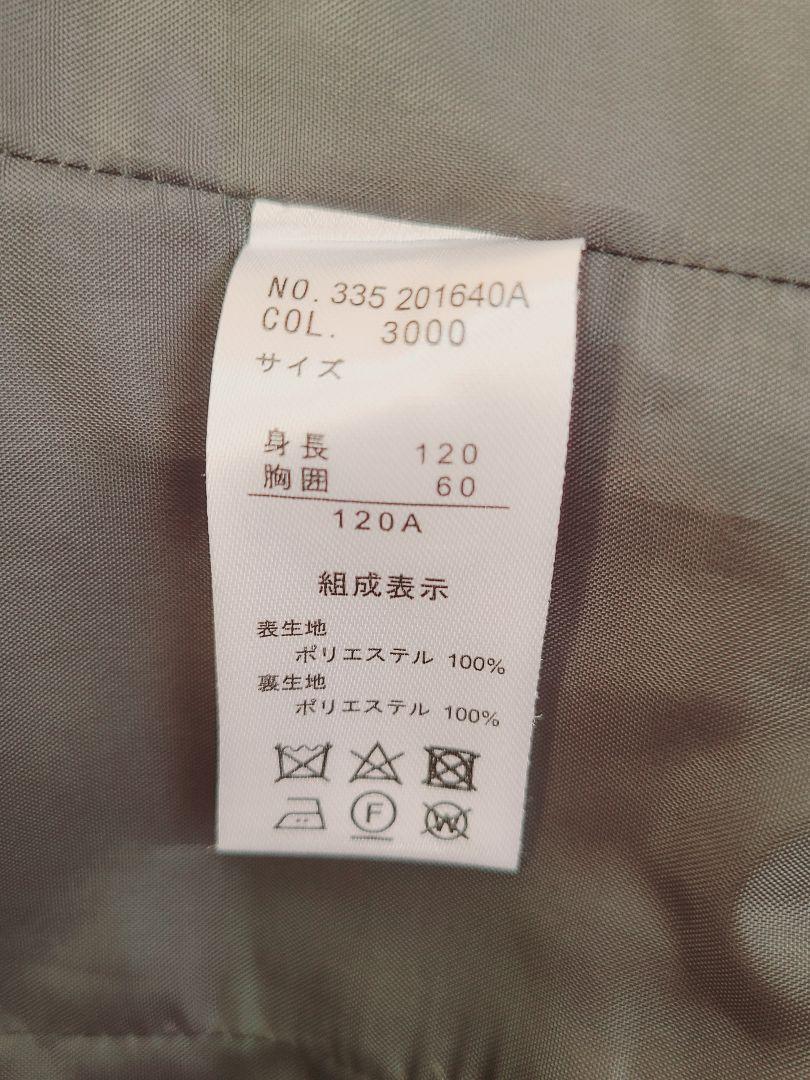 NO. 335 201640A
COL. 3000
サイズ
身長 120
胸囲 60
120A
組成表示
表生地
ポリエステル 100%
裏生地
ポリエステル 100%
F
W